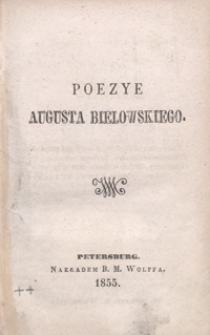 POEZYE
AUGUSTA BIELOWSKIEGO.
PETERSBURG.
NAKŁADEM B. M. WOLFFA.
1855.
++